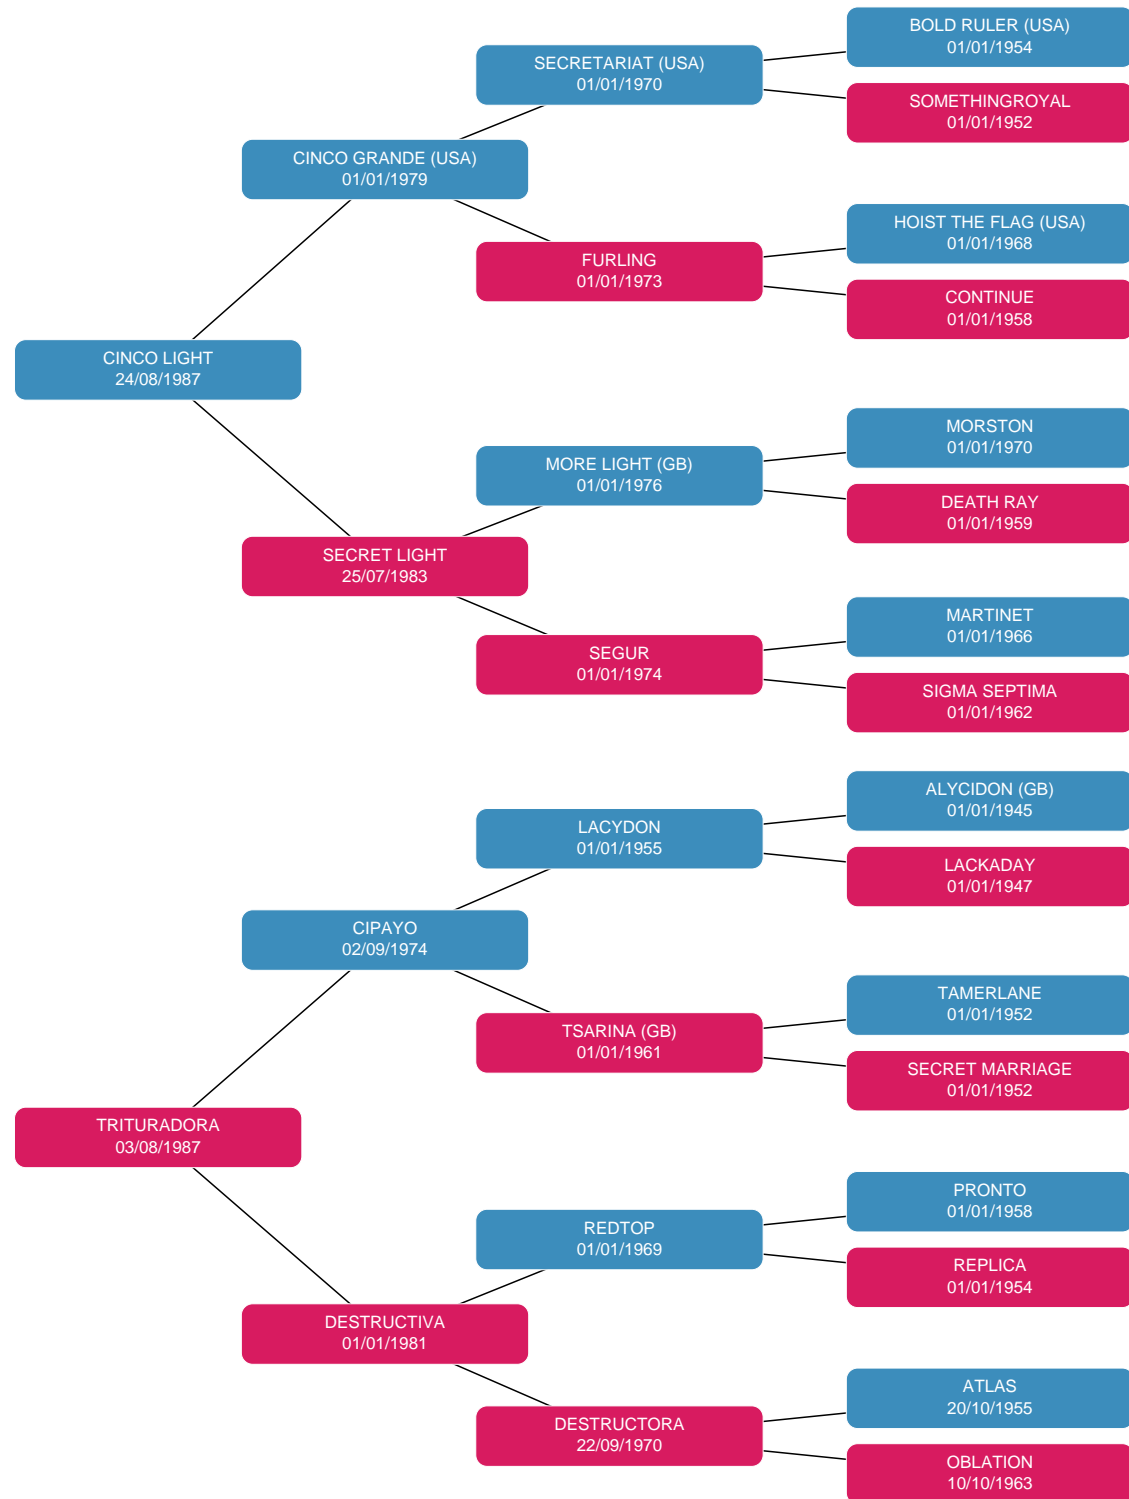 BOLD RULER (USA)
01/01/1954
SECRETARIAT (USA)
01/01/1970
SOMETHINGROYAL
01/01/1952
CINCO GRANDE (USA)
01/01/1979
HOIST THE FLAG (USA)
01/01/1968
FURLING
01/01/1973
CONTINUE
01/01/1958
CINCO LIGHT
24/08/1987
MORSTON
01/01/1970
MORE LIGHT (GB)
01/01/1976
DEATH RAY
01/01/1959
SECRET LIGHT
25/07/1983
MARTINET
01/01/1966
SEGUR
01/01/1974
SIGMA SEPTIMA
01/01/1962
ALYCIDON (GB)
01/01/1945
LACYDON
01/01/1955
LACKADAY
01/01/1947
CIPAYO
02/09/1974
TAMERLANE
01/01/1952
TSARINA (GB)
01/01/1961
SECRET MARRIAGE
01/01/1952
TRITURADORA
03/08/1987
PRONTO
01/01/1958
REDTOP
01/01/1969
REPLICA
01/01/1954
DESTRUCTIVA
01/01/1981
ATLAS
20/10/1955
DESTRUCTORA
22/09/1970
OBLATION
10/10/1963